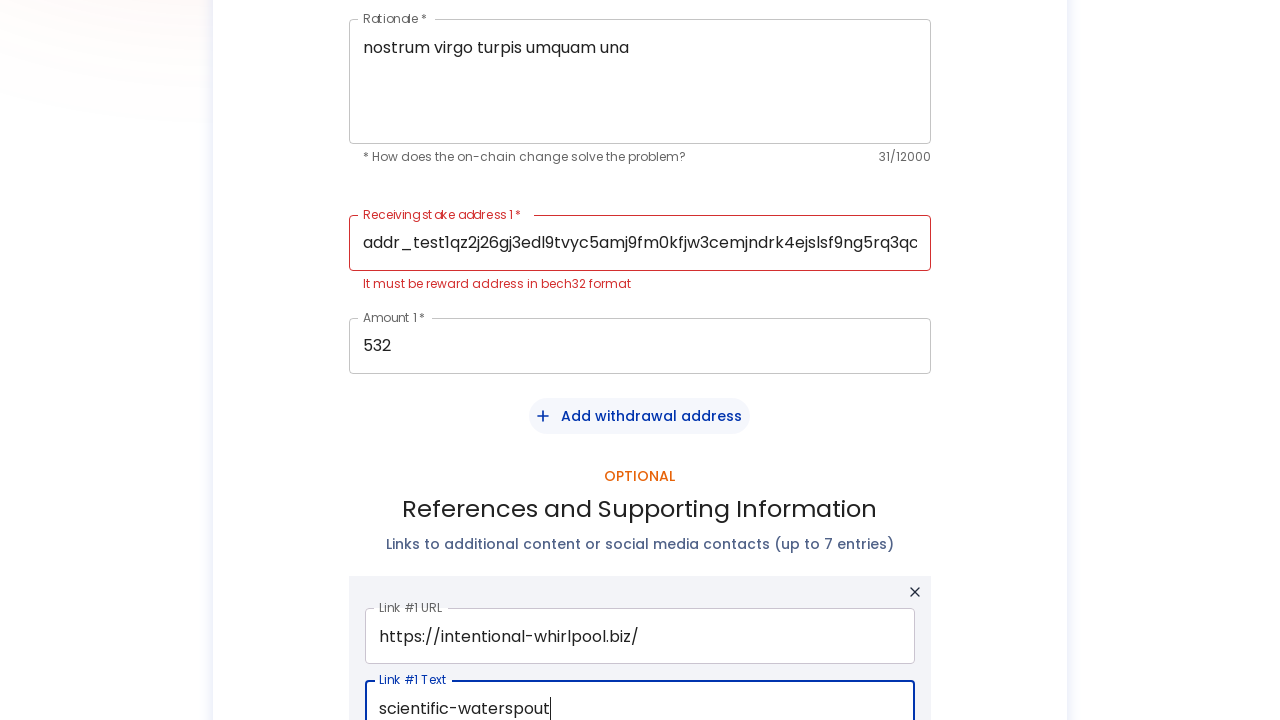 Rationale *
nostrum virgo turpis umquam una
* How does the on-chain change solve the problem?
31/12000
Receiving stake address 1 *
addr_test1qz2j26gj3edl9tvyc5amj9fm0kfjw3cemjndrk4ejslsf9ng5rq3qc
It must be reward address in bech32 format
Amount 1 *
532
+ Add withdrawal address
OPTIONAL
References and Supporting Information
Links to additional content or social media contacts (up to 7 entries)
Link #1 URL
https://intentional-whirlpool.biz/
Link #1 Text
scientific-waterspout